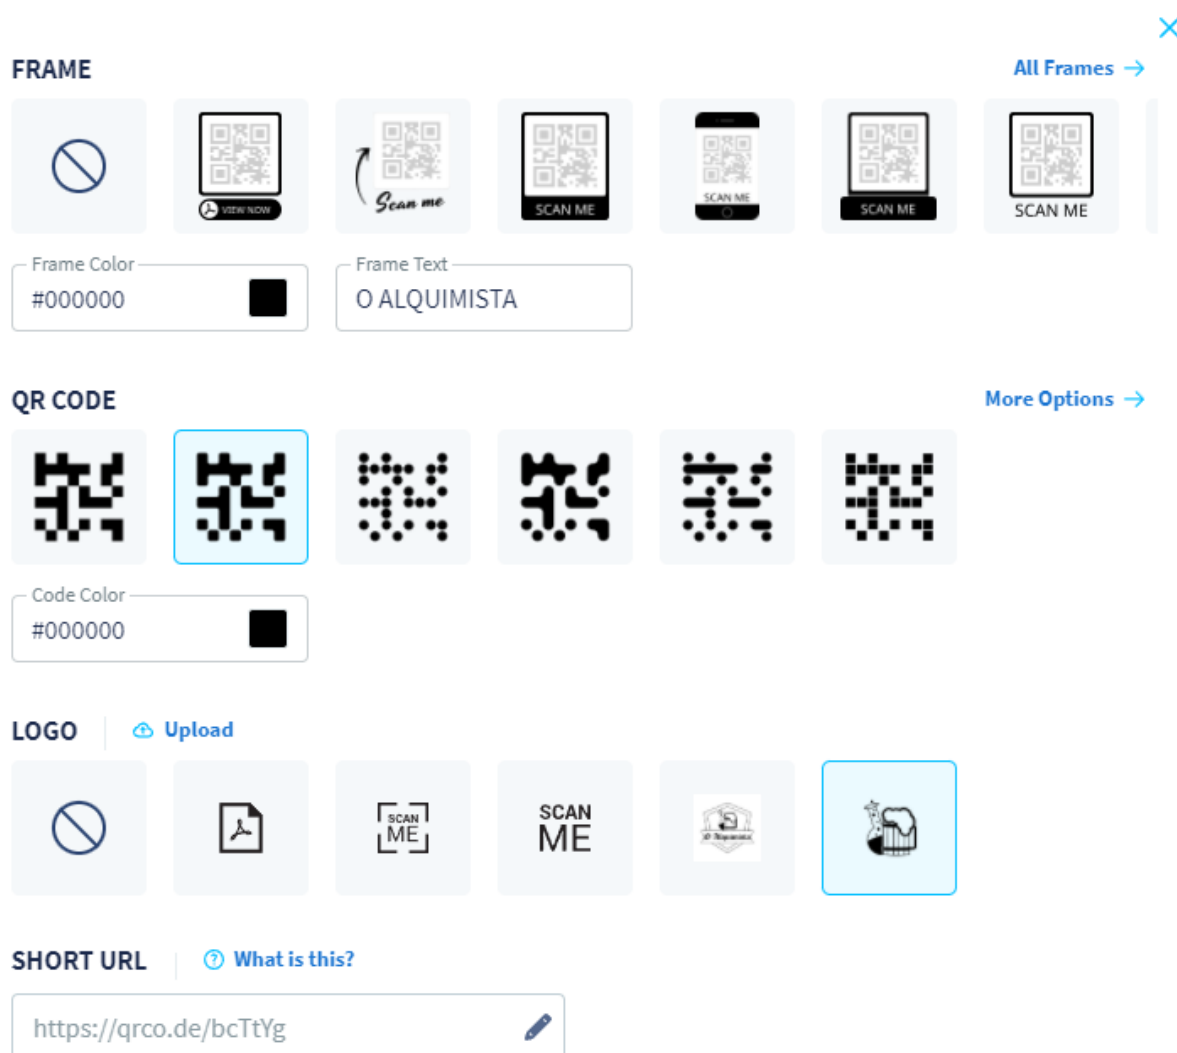 FRAME
All Frames
VIEW NOW
Scan me
SCAN ME
SCAN ME
SCAN ME
SCAN ME
Frame Color
#000000
Frame Text
O ALQUIMISTA
QR CODE
More Options
Code Color
#000000
LOGO
Upload
SCAN
ME
SCAN
ME
O Alquimista
SHORT URL
What is this?
https://qrco.de/bcTtYg